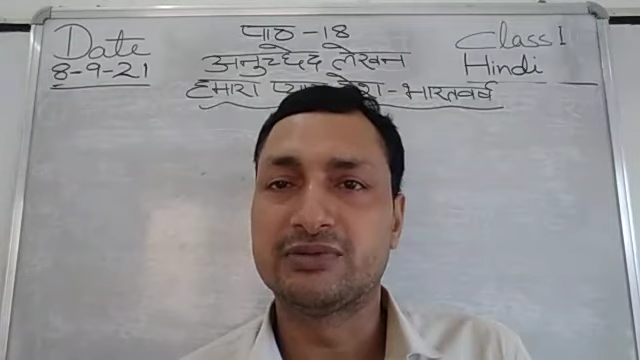 Date
8-9-21
पाठ -18
अनुच्छेद लेखन
हमारा प्यारा देश - भारतवर्ष
Class I
Hindi